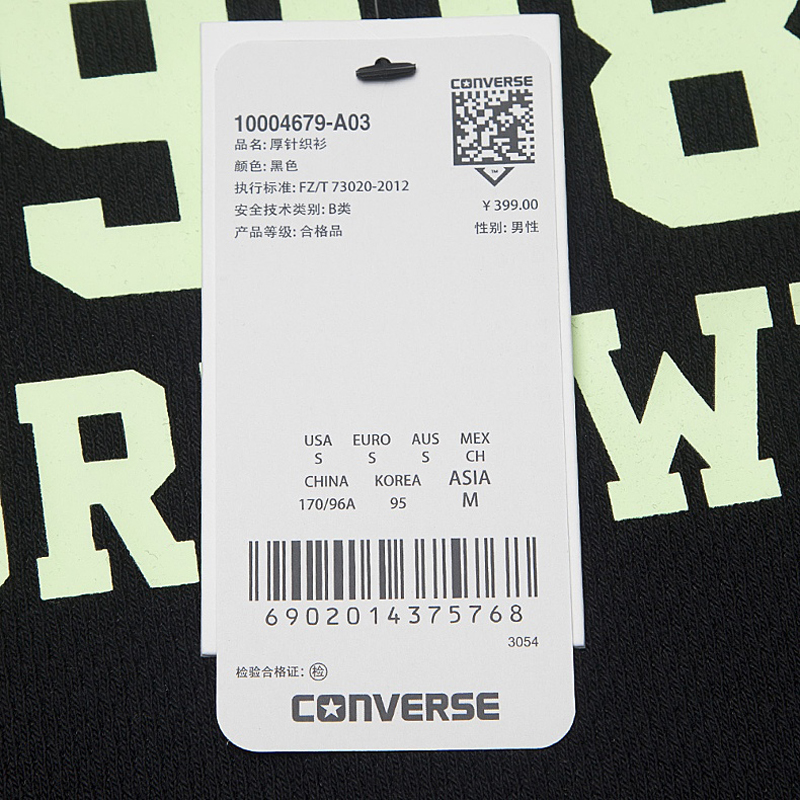 908
CONVERSE
10004679-A03
品名: 厚针织衫
颜色: 黑色
执行标准: FZ/T 73020-2012
安全技术类别: B类
产品等级: 合格品
¥ 399.00
性别: 男性
OR W
USA EURO AUS MEX
S S S CH
CHINA KOREA ASIA
170/96A 95 M
6902014375768
3054
检验合格证: 检
CONVERSE